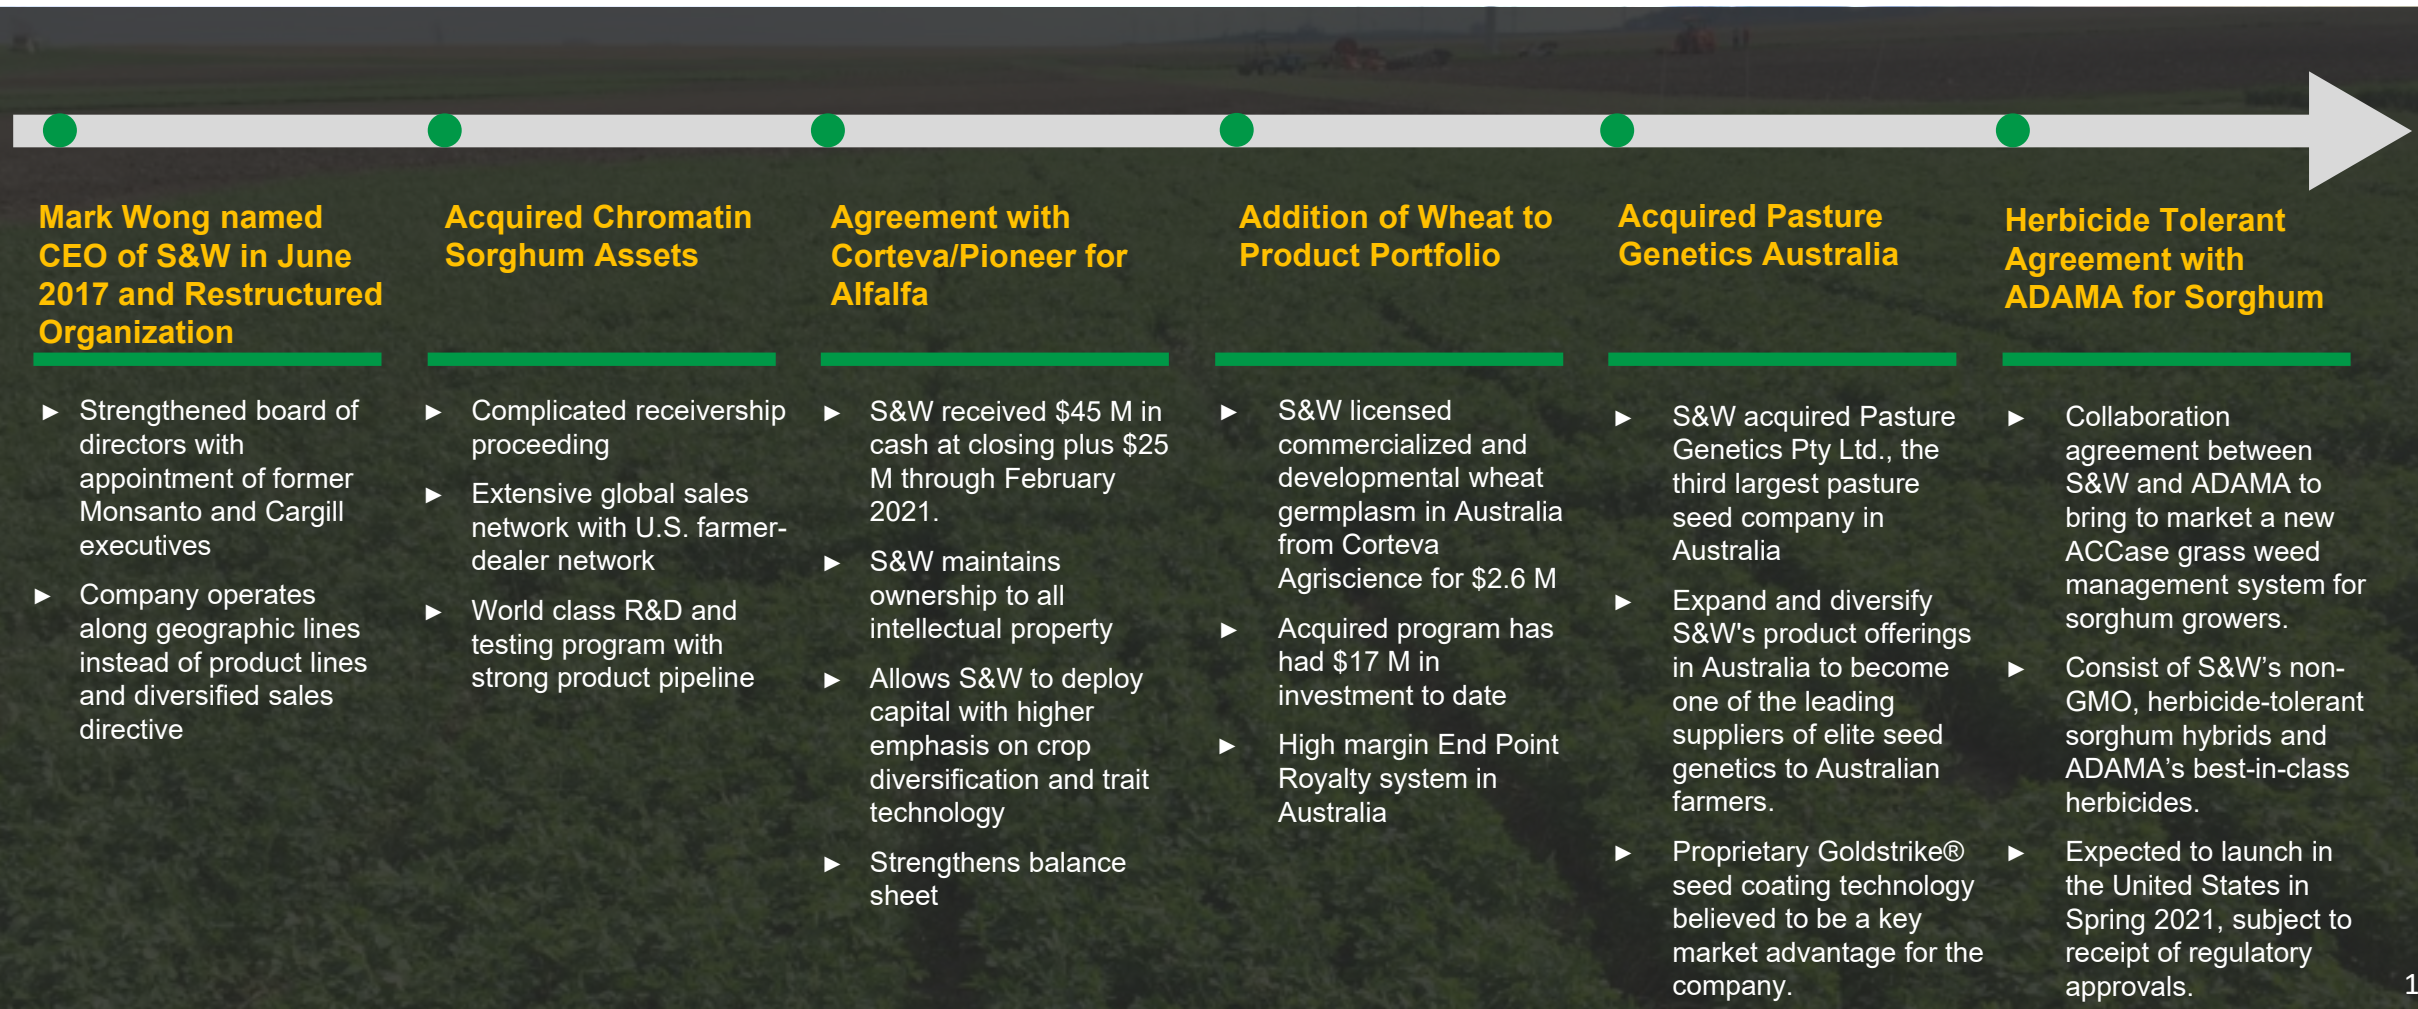 Mark Wong named
CEO of S&W in June
2017 and Restructured
Organization
► Strengthened board of
directors with
appointment of former
Monsanto and Cargill
executives
► Company operates
along geographic lines
instead of product lines
and diversified sales
directive
Acquired Chromatin
Sorghum Assets
► Complicated receivership
proceeding
► Extensive global sales
network with U.S. farmer-
dealer network
► World class R&D and
testing program with
strong product pipeline
Agreement with
Corteva/Pioneer for
Alfalfa
► S&W received $45 M in
cash at closing plus $25
M through February
2021.
► S&W maintains
ownership to all
intellectual property
► Allows S&W to deploy
capital with higher
emphasis on crop
diversification and trait
technology
► Strengthens balance
sheet
Addition of Wheat to
Product Portfolio
► S&W licensed
commercialized and
developmental wheat
germplasm in Australia
from Corteva
Agriscience for $2.6 M
► Acquired program has
had $17 M in
investment to date
► High margin End Point
Royalty system in
Australia
Acquired Pasture
Genetics Australia
► S&W acquired Pasture
Genetics Pty Ltd., the
third largest pasture
seed company in
Australia
► Expand and diversify
S&W's product offerings
in Australia to become
one of the leading
suppliers of elite seed
genetics to Australian
farmers.
► Proprietary Goldstrike®
seed coating technology
believed to be a key
market advantage for the
company.
Herbicide Tolerant
Agreement with
ADAMA for Sorghum
► Collaboration
agreement between
S&W and ADAMA to
bring to market a new
ACCase grass weed
management system for
sorghum growers.
► Consist of S&W’s non-
GMO, herbicide-tolerant
sorghum hybrids and
ADAMA’s best-in-class
herbicides.
► Expected to launch in
the United States in
Spring 2021, subject to
receipt of regulatory
approvals.
1